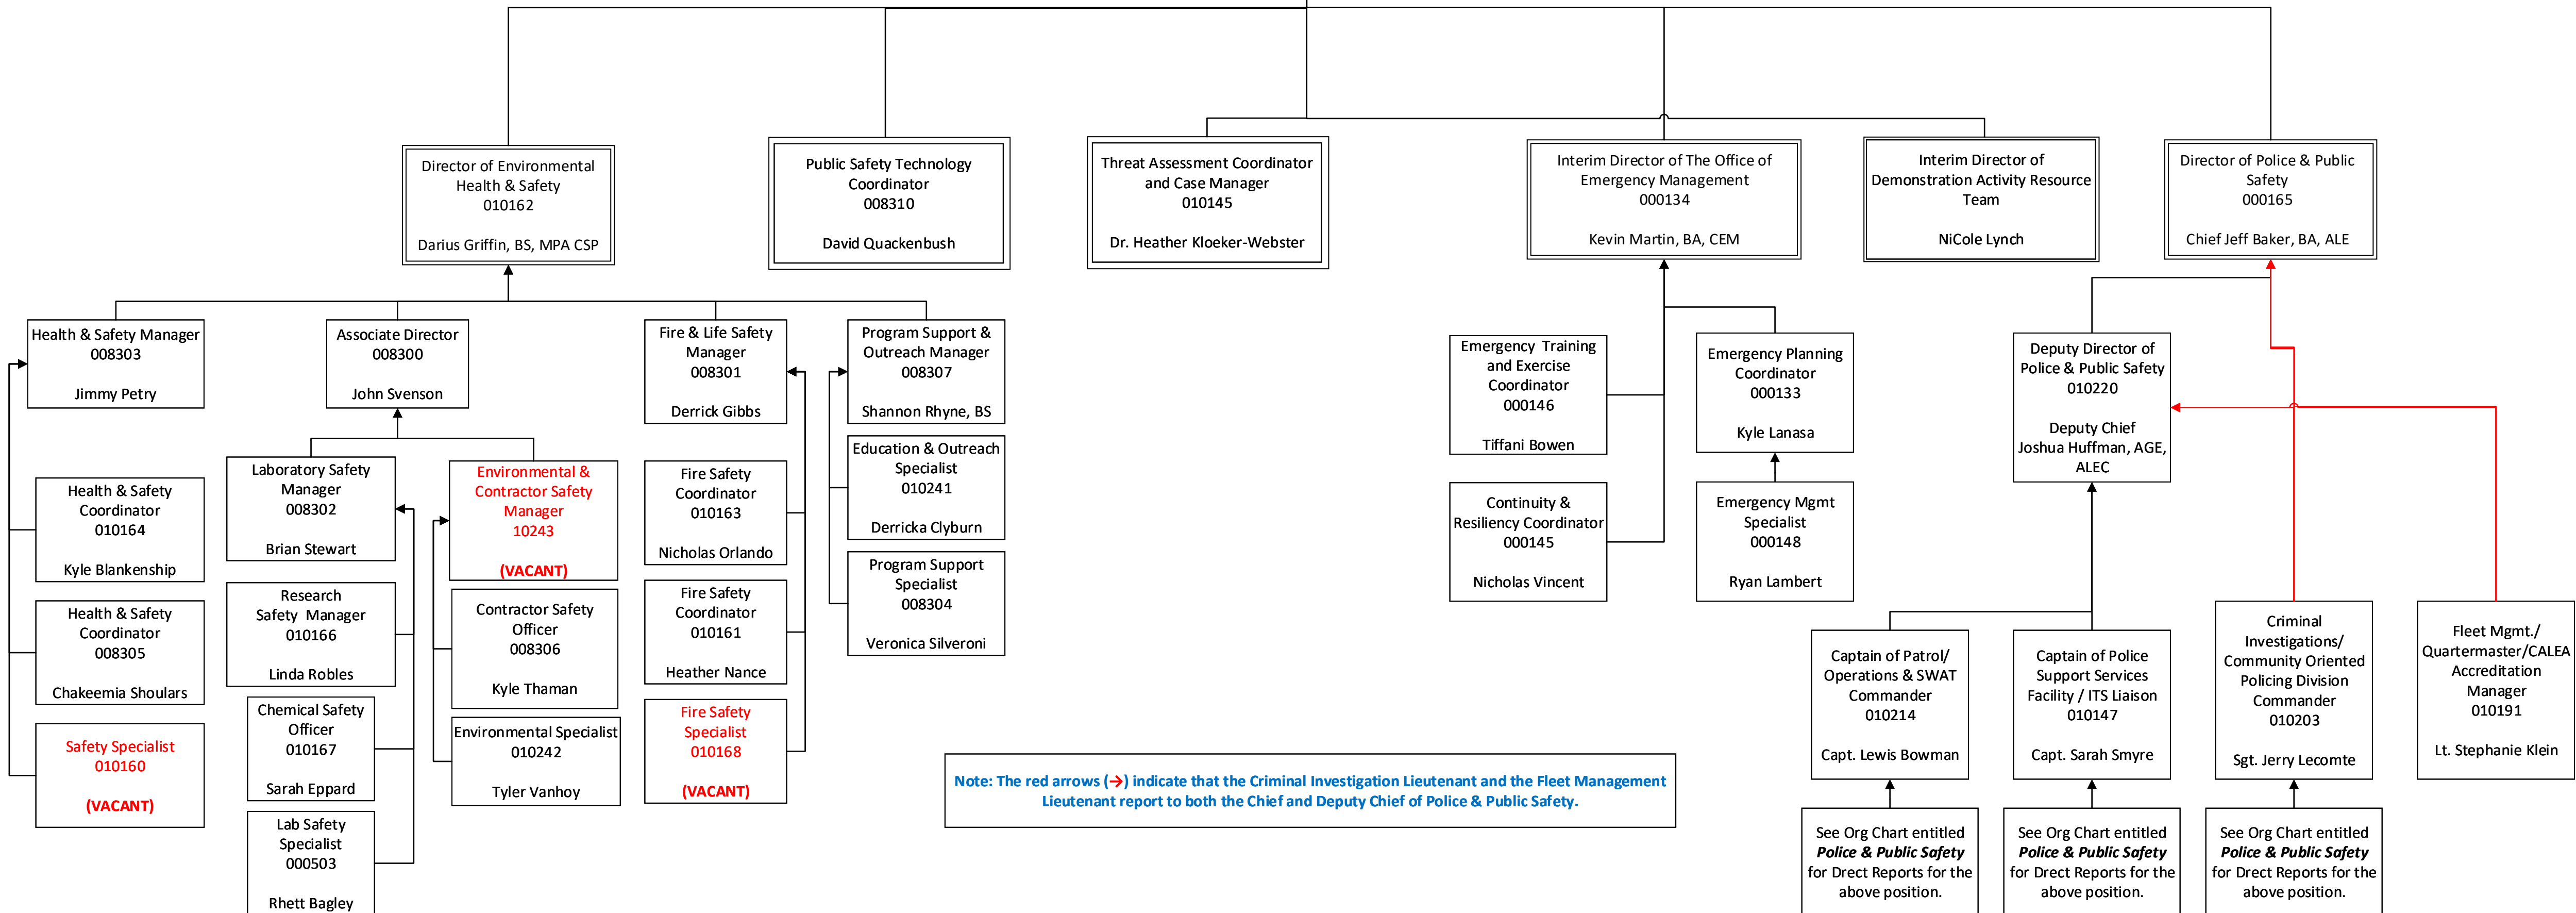 Director of Environmental
Health & Safety
010162
Darius Griffin, BS, MPA CSP
Public Safety Technology
Coordinator
008310
David Quackenbush
Threat Assessment Coordinator
and Case Manager
010145
Dr. Heather Kloeker-Webster
Interim Director of The Office of
Emergency Management
000134
Kevin Martin, BA, CEM
Interim Director of
Demonstration Activity Resource
Team
NiCole Lynch
Director of Police & Public
Safety
000165
Chief Jeff Baker, BA, ALE
Health & Safety Manager
008303
Jimmy Petry
Associate Director
008300
John Svenson
Fire & Life Safety
Manager
008301
Derrick Gibbs
Program Support &
Outreach Manager
008307
Shannon Rhyne, BS
Emergency Training
and Exercise
Coordinator
000146
Tiffani Bowen
Emergency Planning
Coordinator
000133
Kyle Lanasa
Deputy Director of
Police & Public Safety
010220
Deputy Chief
Joshua Huffman, AGE,
ALEC
Health & Safety
Coordinator
010164
Kyle Blankenship
Laboratory Safety
Manager
008302
Brian Stewart
Environmental &
Contractor Safety
Manager
10243
(VACANT)
Fire Safety
Coordinator
010163
Nicholas Orlando
Education & Outreach
Specialist
010241
Derricka Clyburn
Continuity &
Resiliency Coordinator
000145
Nicholas Vincent
Emergency Mgmt
Specialist
000148
Ryan Lambert
Health & Safety
Coordinator
008305
Chakeemia Shoulars
Research
Safety Manager
010166
Linda Robles
Contractor Safety
Officer
008306
Kyle Thaman
Fire Safety
Coordinator
010161
Heather Nance
Program Support
Specialist
008304
Veronica Silveroni
Captain of Patrol/
Operations & SWAT
Commander
010214
Capt. Lewis Bowman
Captain of Police
Support Services
Facility / ITS Liaison
010147
Capt. Sarah Smyre
Criminal
Investigations/
Community Oriented
Policing Division
Commander
010203
Sgt. Jerry Lecomte
Fleet Mgmt./
Quartermaster/CALEA
Accreditation
Manager
010191
Lt. Stephanie Klein
Safety Specialist
010160
(VACANT)
Chemical Safety
Officer
010167
Sarah Eppard
Environmental Specialist
010242
Tyler Vanhoy
Fire Safety
Specialist
010168
(VACANT)
Lab Safety
Specialist
000503
Rhett Bagley
Note: The red arrows (→) indicate that the Criminal Investigation Lieutenant and the Fleet Management
Lieutenant report to both the Chief and Deputy Chief of Police & Public Safety.
See Org Chart entitled
Police & Public Safety
for Drect Reports for the
above position.
See Org Chart entitled
Police & Public Safety
for Drect Reports for the
above position.
See Org Chart entitled
Police & Public Safety
for Drect Reports for the
above position.